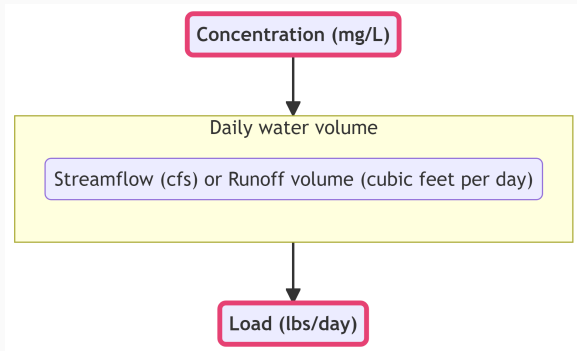 Concentration (mg/L)
Daily water volume
Streamflow (cfs) or Runoff volume (cubic feet per day)
Load (lbs/day)